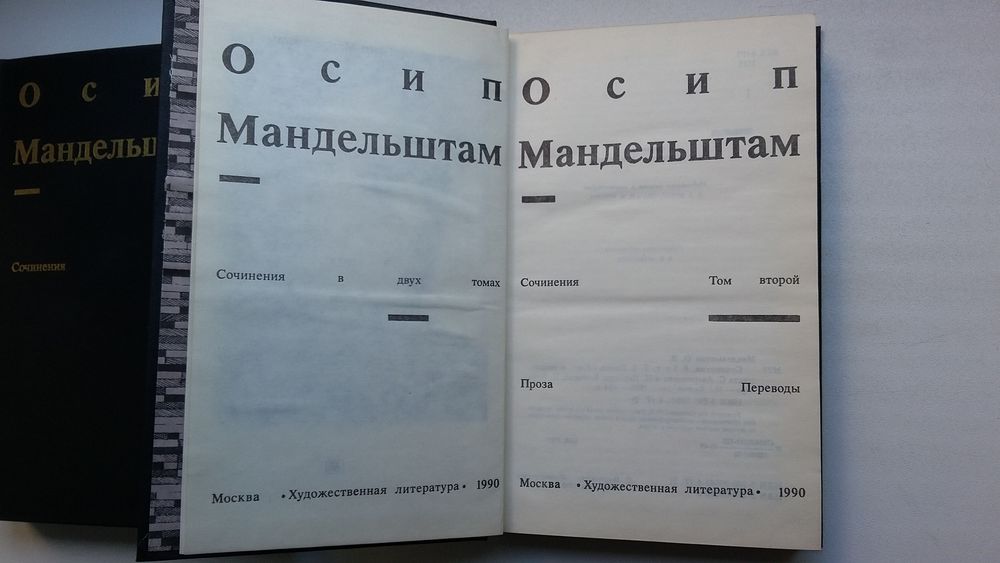 О с и
Мандельш
Сочинения
О с и п
Мандельштам
Сочинения в двух томах
Москва • Художественная литература • 1990
О с и п
Мандельштам
Сочинения Том второй
Проза Переводы
Москва • Художественная литература • 1990